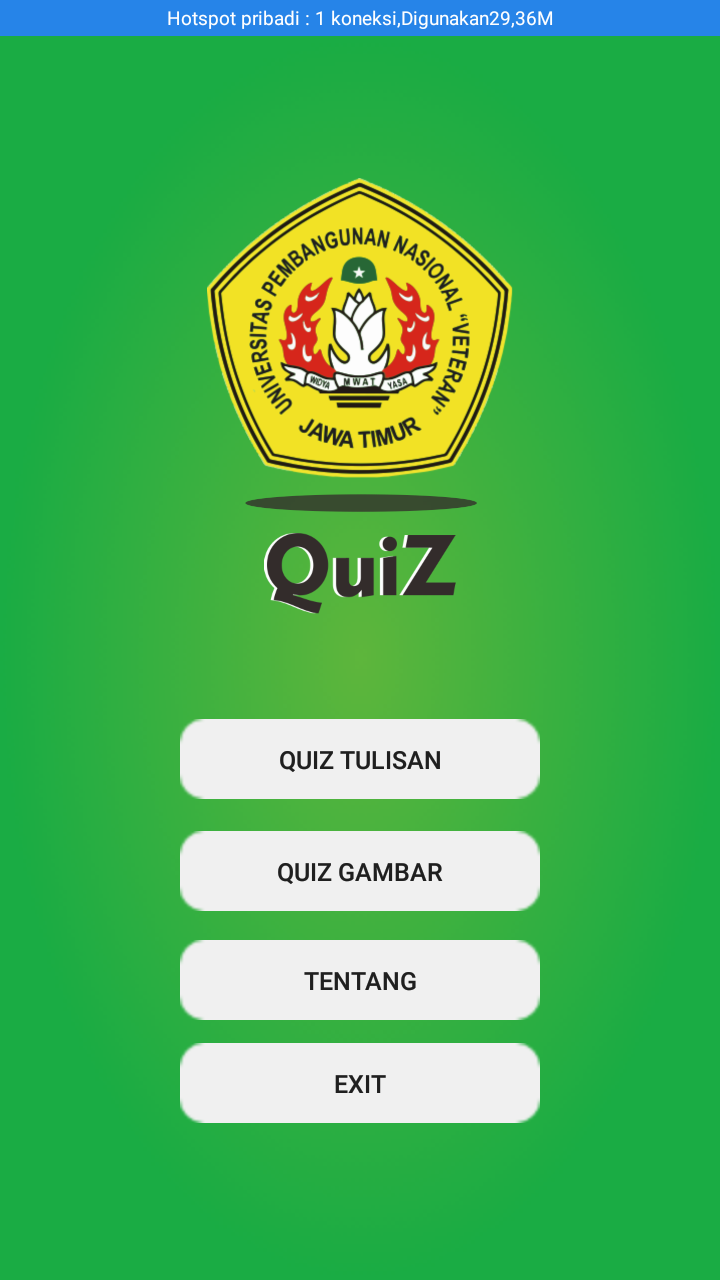 Hotspot pribadi : 1 koneksi,Digunakan29,36M
UNIVERSITAS PEMBANGUNAN NASIONAL “VETERAN”
WIDYA MWAT YASA
JAWA TIMUR
QuiZ
QUIZ TULISAN
QUIZ GAMBAR
TENTANG
EXIT